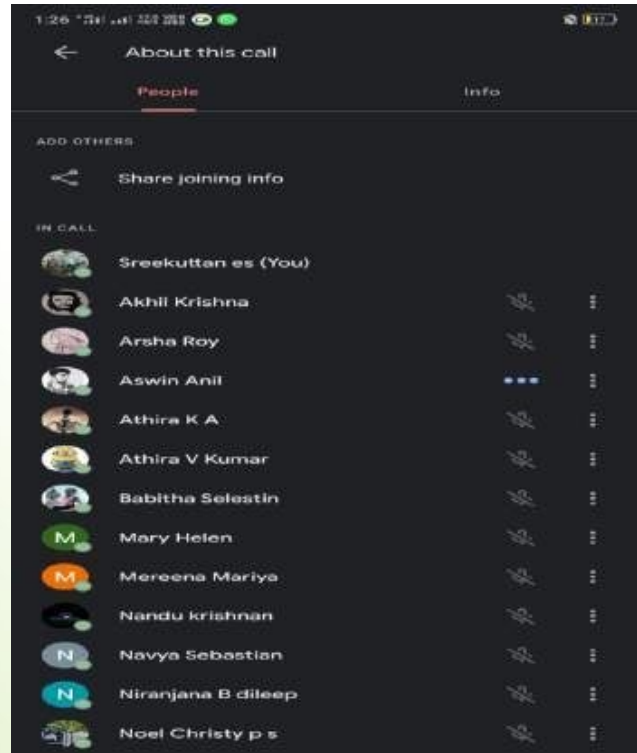 1:26
About this call
People Info
ADD OTHERS
Share joining info
IN CALL
Sreekuttan es (You)
Akhil Krishna
Arsha Roy
Aswin Anil
Athira K A
Athira V Kumar
Babitha Selestin
M Mary Helen
M Mereena Mariya
Nandu krishnan
N Navya Sebastian
N Niranjana B dileep
Noel Christy p s